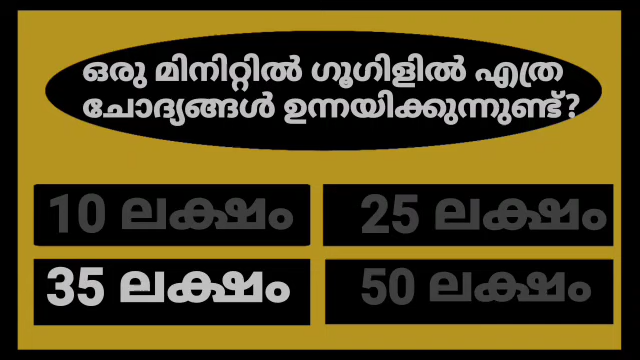 ഒരു മിനിറ്റിൽ ഗൂഗിളിൽ എത്ര
ചോദ്യങ്ങൾ ഉന്നയിക്കുന്നുണ്ട്?
10 ലക്ഷം
25 ലക്ഷം
35 ലക്ഷം
50 ലക്ഷം